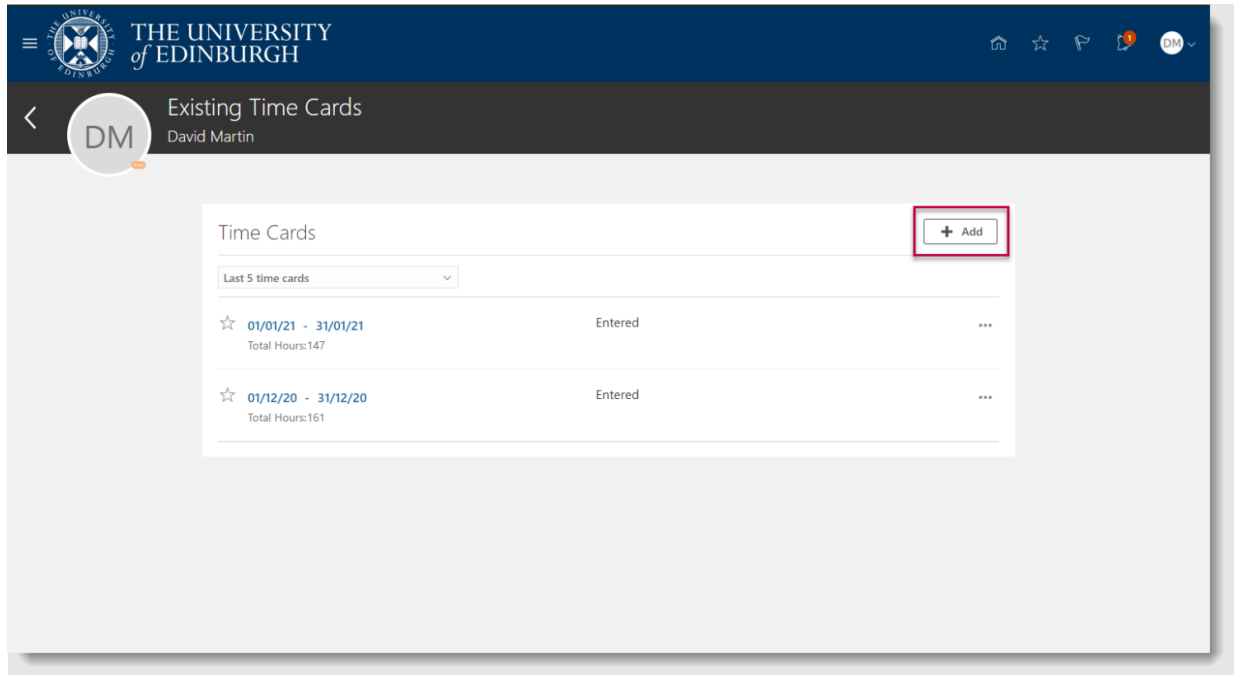 THE UNIVERSITY
of EDINBURGH
1
DM
Existing Time Cards
DM
David Martin
Time Cards
+ Add
Last 5 time cards
01/01/21 - 31/01/21
Entered
Total Hours:147
01/12/20 - 31/12/20
Entered
Total Hours:161